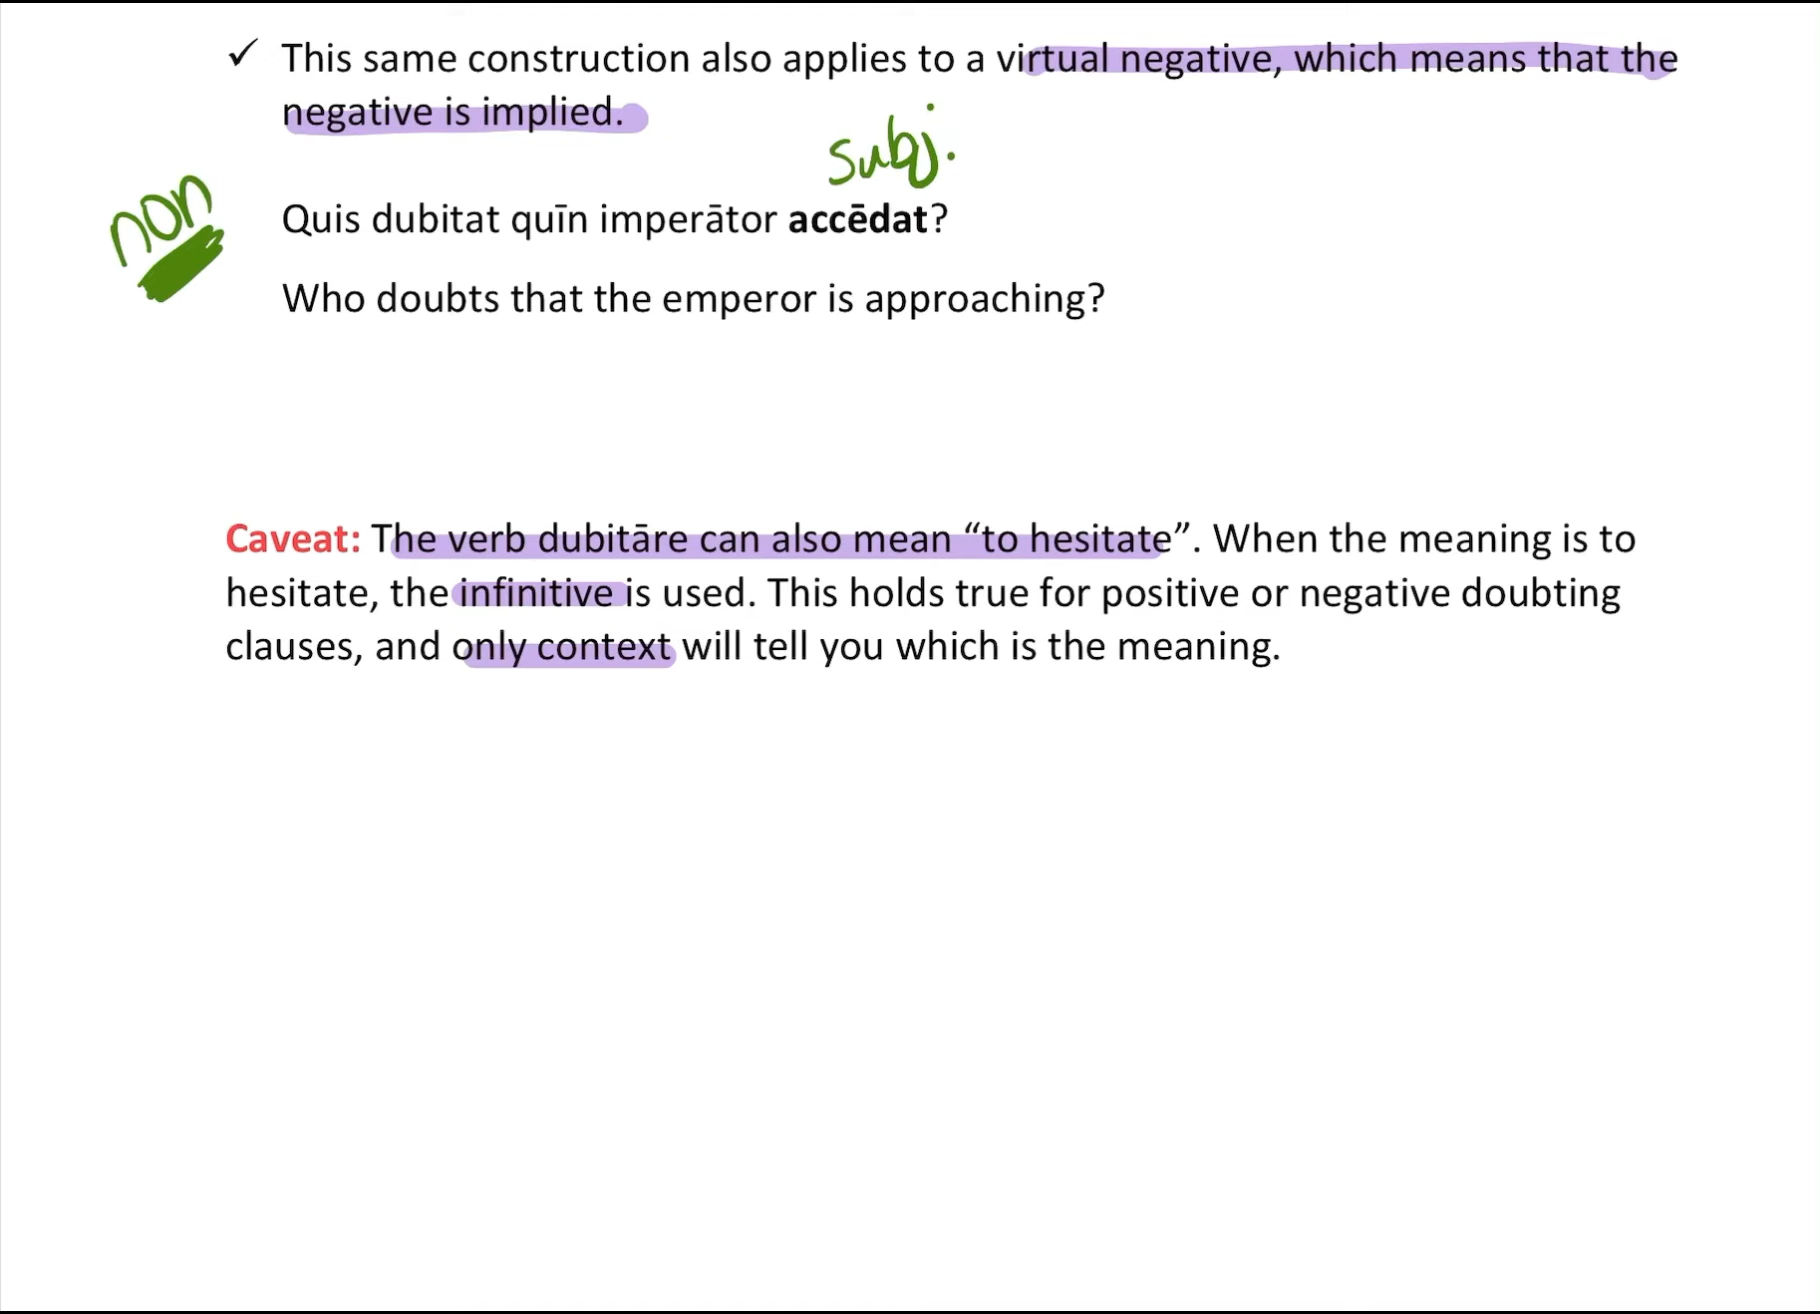 ✓ This same construction also applies to a virtual negative, which means that the
negative is implied.
subj.
non
Quis dubitat quīn imperātor accēdat?
Who doubts that the emperor is approaching?
Caveat: The verb dubitāre can also mean “to hesitate”. When the meaning is to
hesitate, the infinitive is used. This holds true for positive or negative doubting
clauses, and only context will tell you which is the meaning.